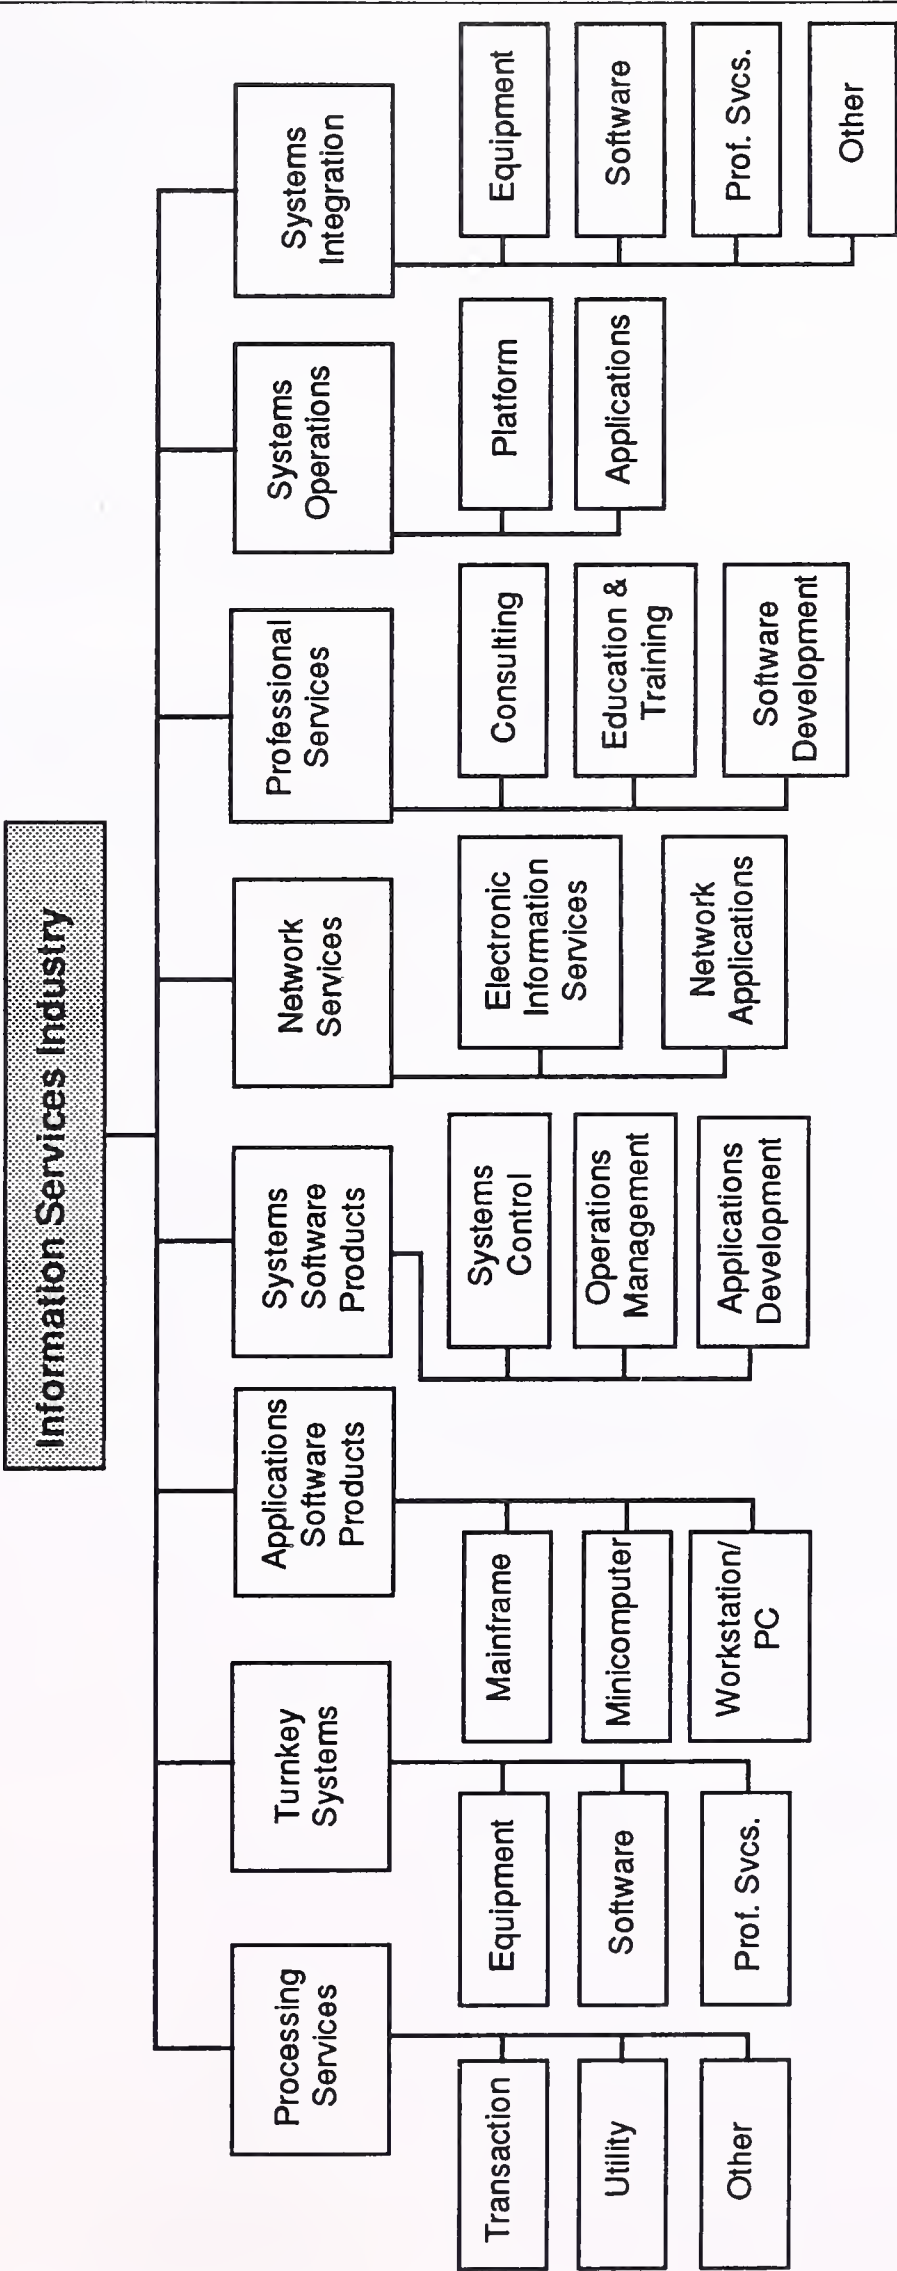 Information Services Industry
Processing
Services
Turnkey
Systems
Applications
Software
Products
Systems
Software
Products
Network
Services
Professional
Services
Systems
Operations
Systems
Integration
Transaction
Utility
Other
Equipment
Software
Prof. Svcs.
Mainframe
Minicomputer
Workstation/
PC
Systems
Control
Operations
Management
Applications
Development
Electronic
Information
Services
Network
Applications
Consulting
Education &
Training
Software
Development
Platform
Applications
Equipment
Software
Prof. Svcs.
Other